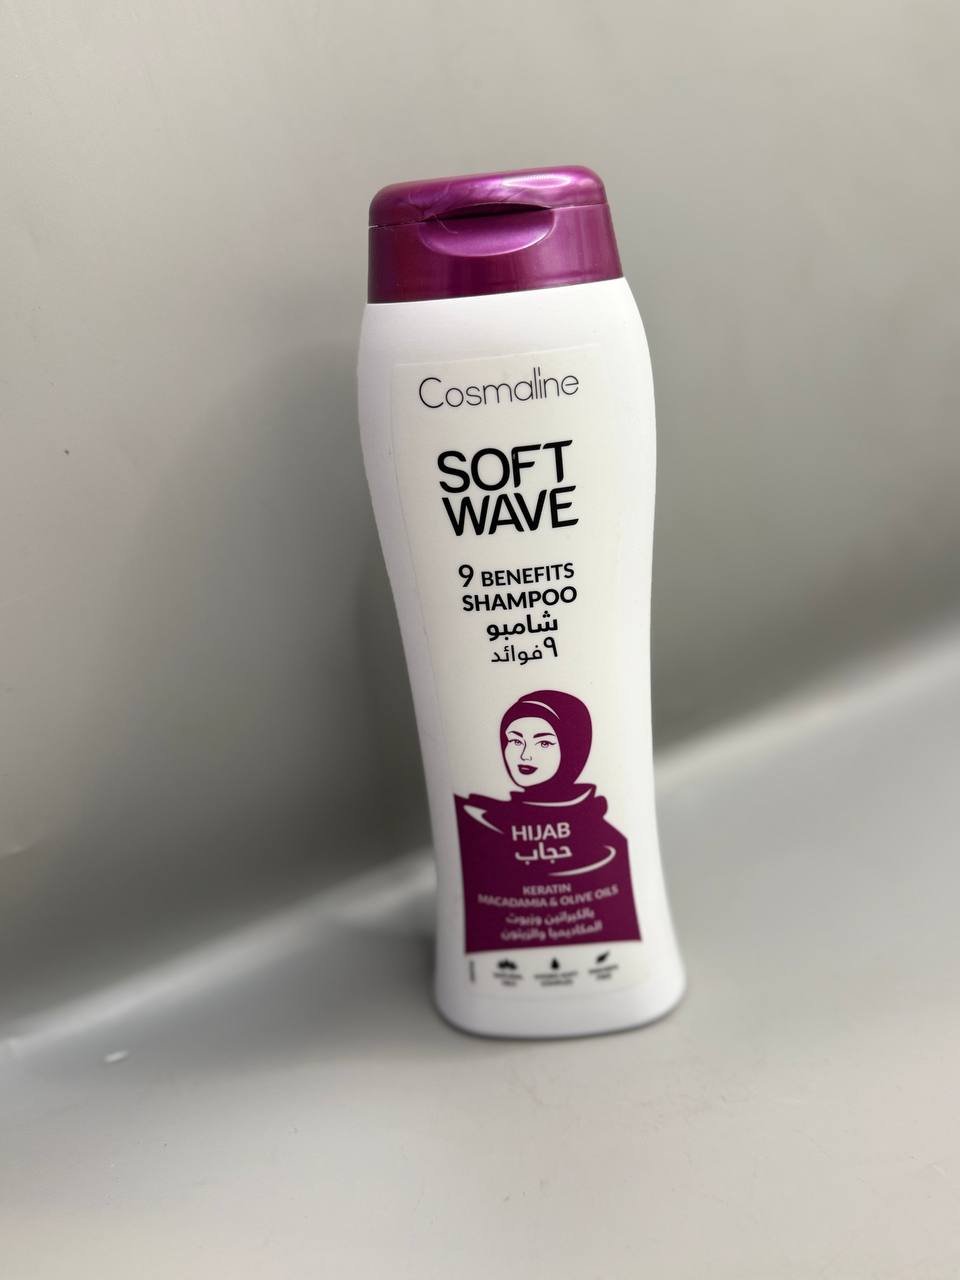 Cosmaline
SOFT
WAVE
9 BENEFITS
SHAMPOO
شامبو
٩ فوائد
HIJAB
حجاب
KERATIN
MACADAMIA & OLIVE OILS
بالكيراتين وزيوت
المكاديميا والزيتون